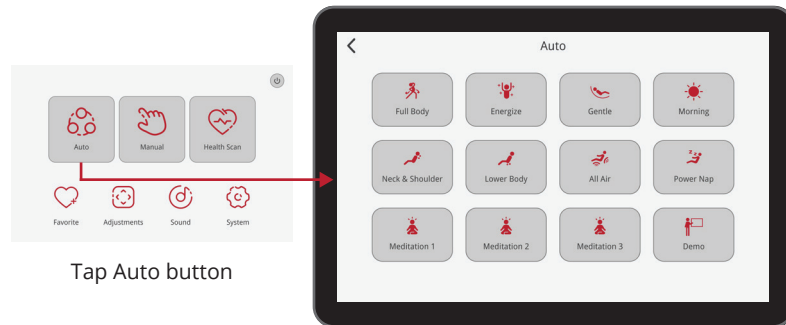 Auto
Manual
Health Scan
Favorite
Adjustments
Sound
System
Tap Auto button
Auto
Full Body
Energize
Gentle
Morning
Neck & Shoulder
Lower Body
All Air
Power Nap
Meditation 1
Meditation 2
Meditation 3
Demo